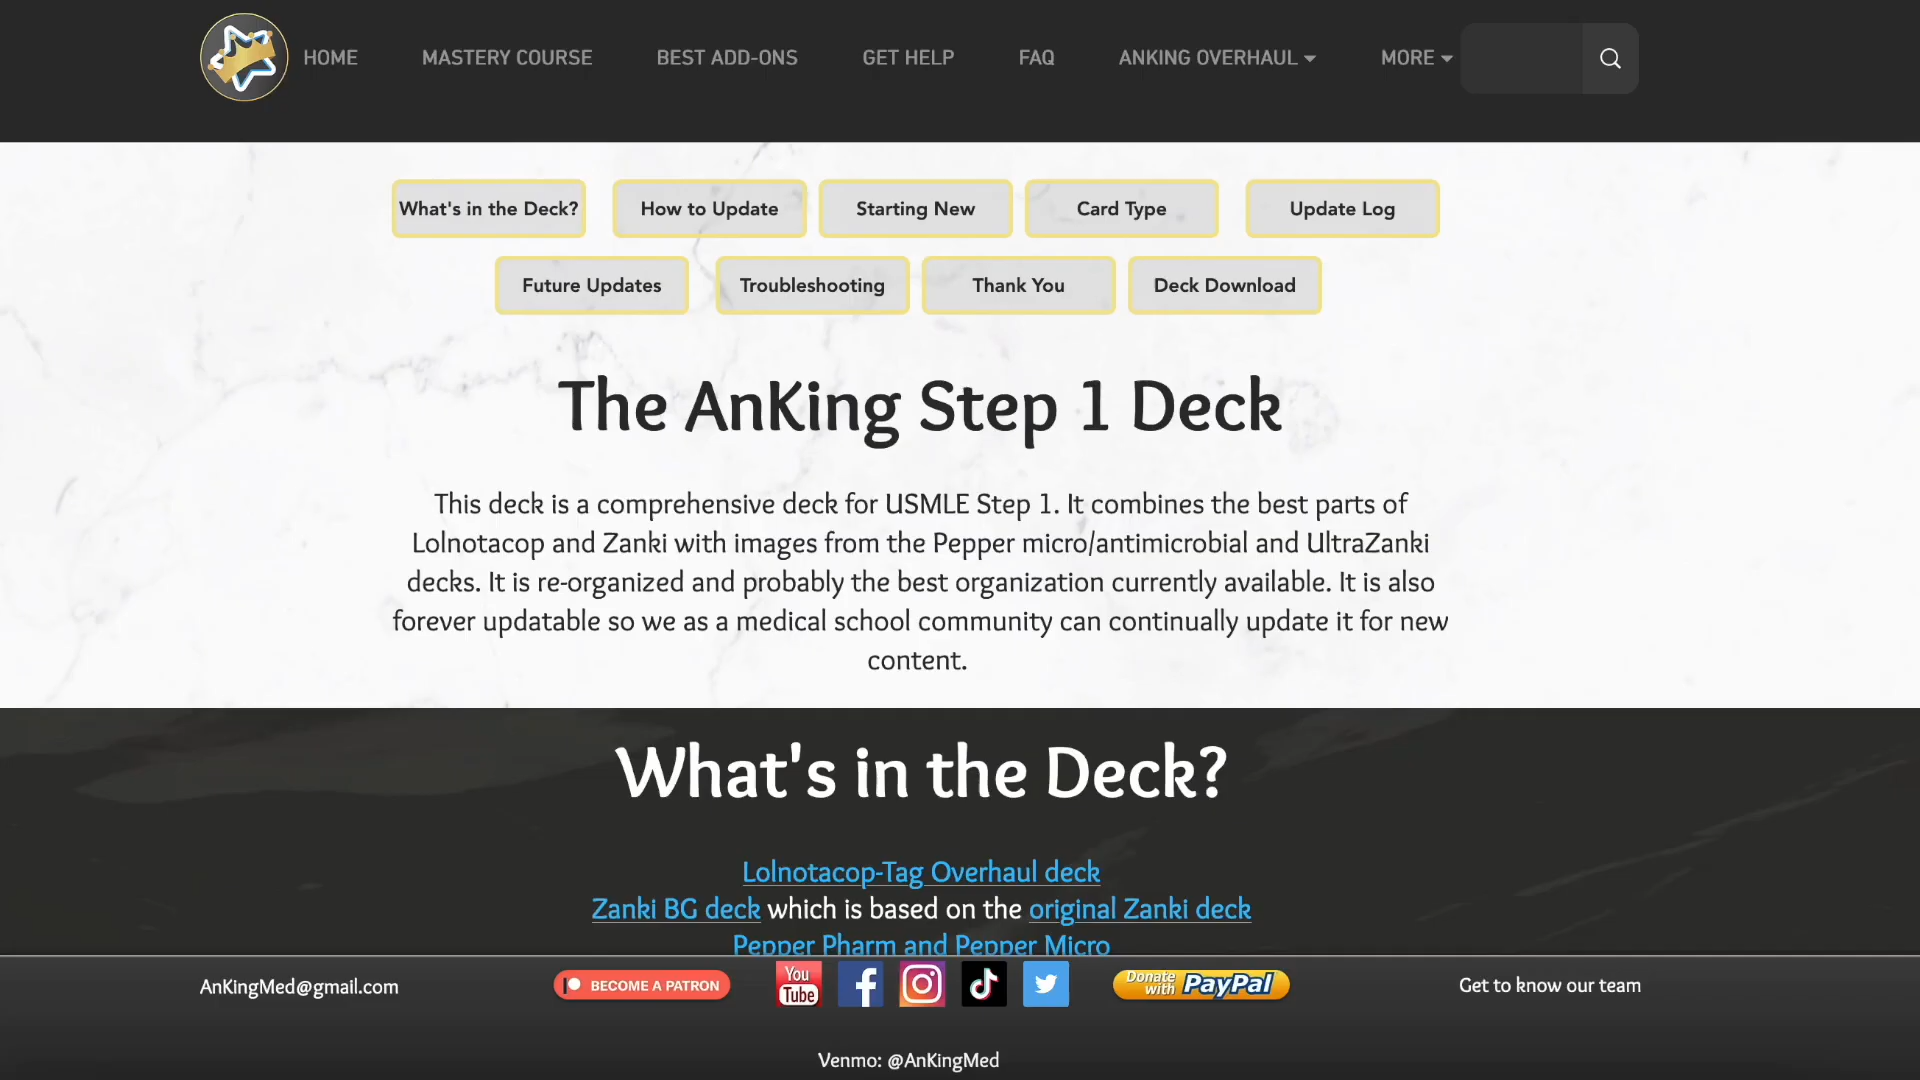 HOME MASTERY COURSE BEST ADD-ONS GET HELP FAQ ANKING OVERHAUL MORE
What's in the Deck? How to Update Starting New Card Type Update Log
Future Updates Troubleshooting Thank You Deck Download
The AnKing Step 1 Deck
This deck is a comprehensive deck for USMLE Step 1. It combines the best parts of
Lolnotacop and Zanki with images from the Pepper micro/antimicrobial and UltraZanki
decks. It is re-organized and probably the best organization currently available. It is also
forever updatable so we as a medical school community can continually update it for new
content.
What's in the Deck?
Lolnotacop-Tag Overhaul deck
Zanki BG deck which is based on the original Zanki deck
Pepper Pharm and Pepper Micro
AnKingMed@gmail.com BECOME A PATRON You Tube Donate with PayPal Get to know our team
Venmo: @AnKingMed